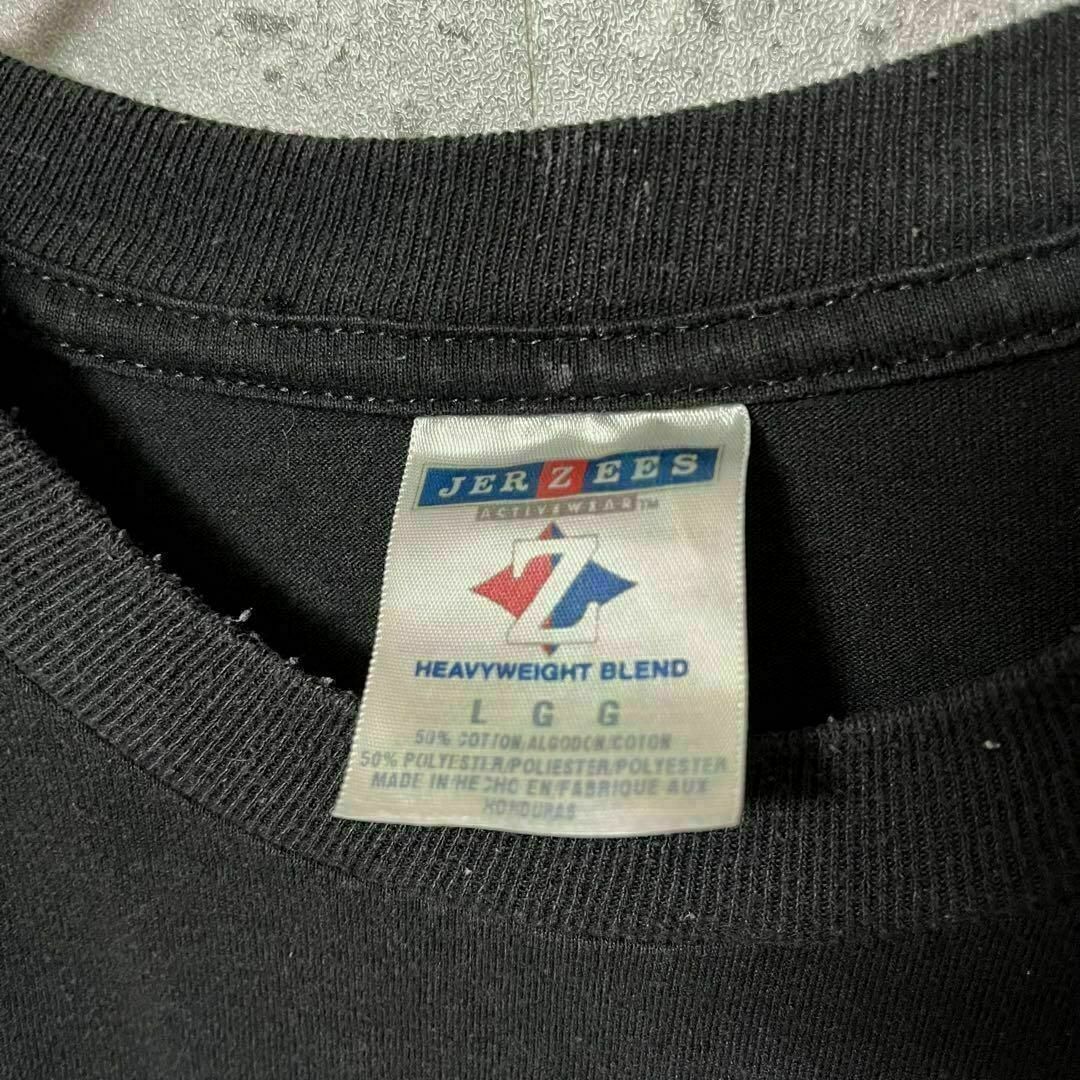 JERZEES
ACTIVEWEAR™
Z
HEAVYWEIGHT BLEND
L G G
50% COTTON/ALGODON/COTON
50% POLYESTER/POLIESTER/POLYESTER
MADE IN/HECHO EN/FABRIQUE AUX
HONDURAS